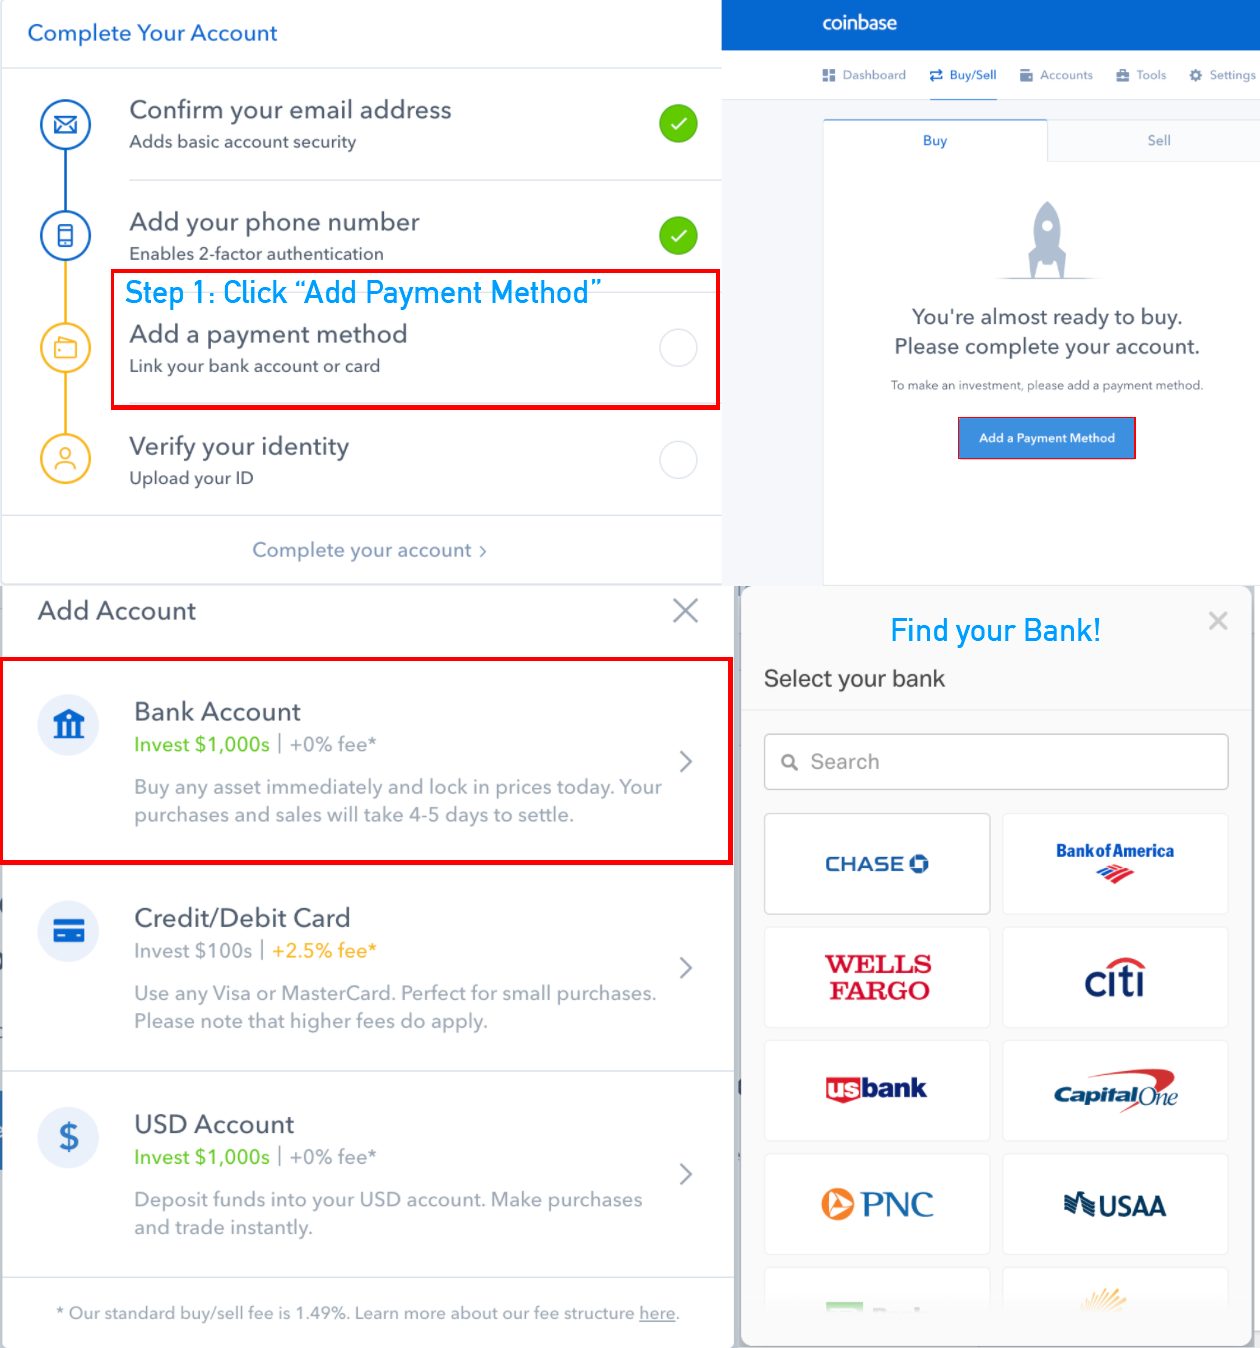 Complete Your Account
Confirm your email address
Adds basic account security
Add your phone number
Enables 2-factor authentication
Step 1: Click “Add Payment Method”
Add a payment method
Link your bank account or card
Verify your identity
Upload your ID
Complete your account >
coinbase
Dashboard Buy/Sell Accounts Tools Settings
Buy Sell
You're almost ready to buy.
Please complete your account.
To make an investment, please add a payment method.
Add a Payment Method
Add Account
Bank Account
Invest $1,000s | +0% fee*
Buy any asset immediately and lock in prices today. Your
purchases and sales will take 4-5 days to settle.
Credit/Debit Card
Invest $100s | +2.5% fee*
Use any Visa or MasterCard. Perfect for small purchases.
Please note that higher fees do apply.
$
USD Account
Invest $1,000s | +0% fee*
Deposit funds into your USD account. Make purchases
and trade instantly.
* Our standard buy/sell fee is 1.49%. Learn more about our fee structure here.
Find your Bank!
Select your bank
Search
CHASE
Bank of America
WELLS
FARGO
citi
usbank
Capital One
PNC
USAA